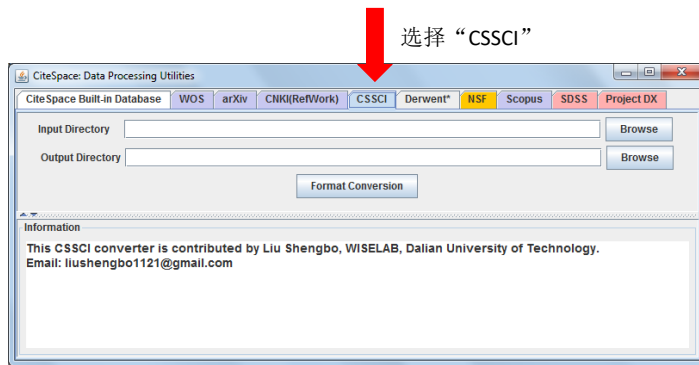 选择“CSSCI”
CiteSpace: Data Processing Utilities
CiteSpace Built-in Database WOS arXiv CNKI(RefWork) CSSCI Derwent* NSF Scopus SDSS Project DX
Input Directory Browse
Output Directory Browse
Format Conversion
Information
This CSSCI converter is contributed by Liu Shengbo, WISELAB, Dalian University of Technology.
Email: liushengbo1121@gmail.com